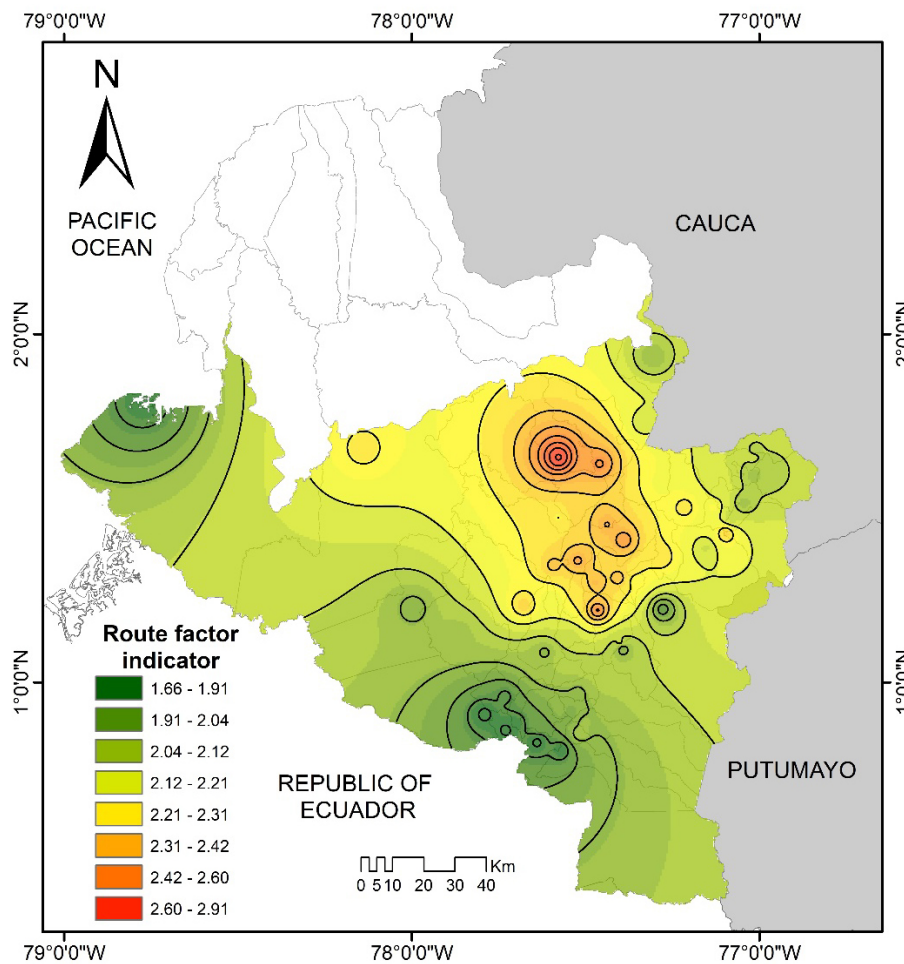 79°0'0"W
78°0'0"W
77°0'0"W
N
PACIFIC
OCEAN
CAUCA
2°0'0"N
2°0'0"N
1°0'0"N
1°0'0"N
Route factor
indicator
1.66 - 1.91
1.91 - 2.04
2.04 - 2.12
2.12 - 2.21
2.21 - 2.31
2.31 - 2.42
2.42 - 2.60
2.60 - 2.91
REPUBLIC OF
ECUADOR
PUTUMAYO
Km
0 5 10 20 30 40
79°0'0"W
78°0'0"W
77°0'0"W